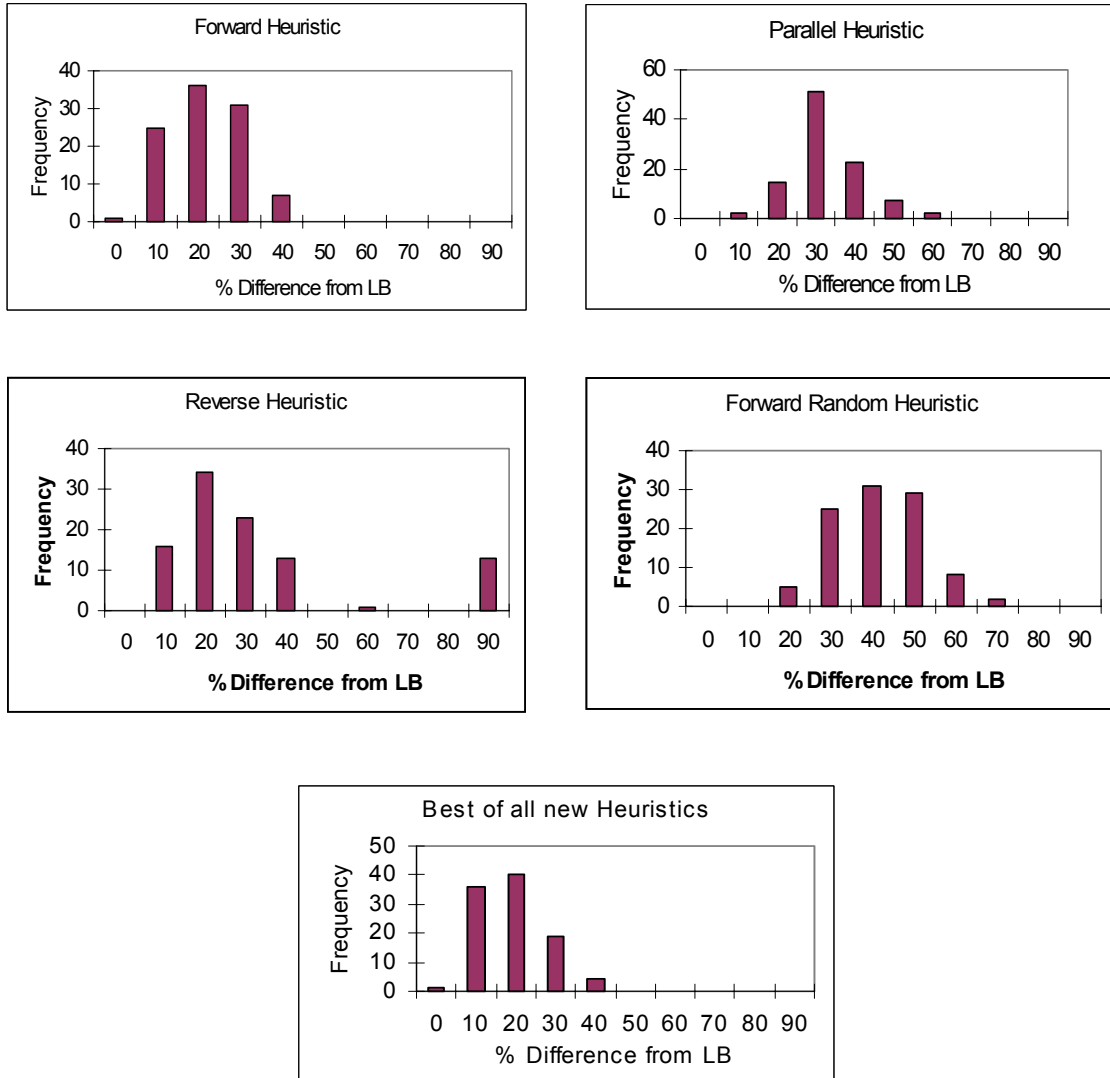 Forward Heuristic
40
30
20
10
0
Frequency
0 10 20 30 40 50 60 70 80 90
% Difference from LB
Parallel Heuristic
60
40
20
0
Frequency
0 10 20 30 40 50 60 70 80 90
% Difference from LB
Reverse Heuristic
40
30
20
10
0
Frequency
0 10 20 30 40 50 60 70 80 90
% Difference from LB
Forward Random Heuristic
40
30
20
10
0
Frequency
0 10 20 30 40 50 60 70 80 90
% Difference from LB
Best of all new Heuristics
50
40
30
20
10
0
Frequency
0 10 20 30 40 50 60 70 80 90
% Difference from LB